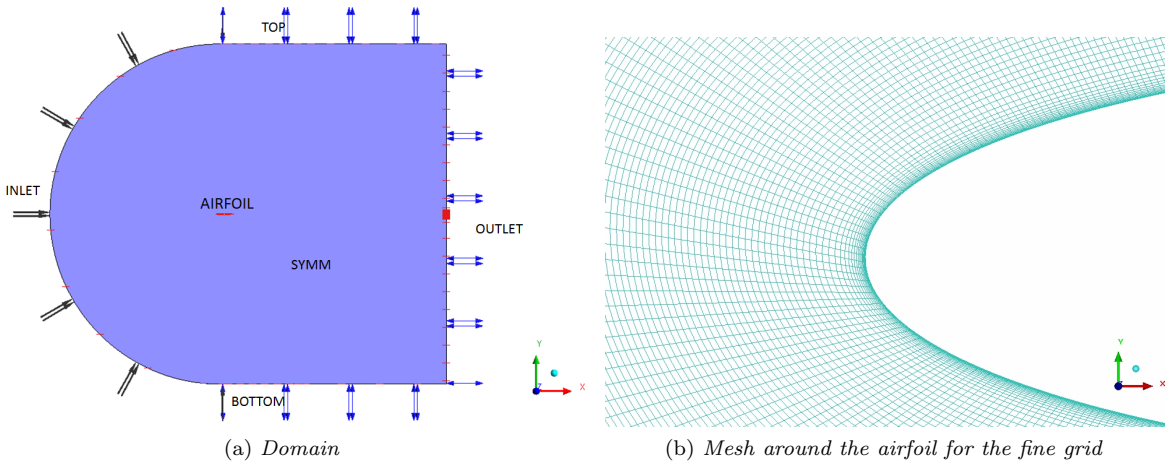 TOP
INLET
AIRFOIL
OUTLET
SYMM
BOTTOM
Y
Z
X
Y
X
(a) Domain
(b) Mesh around the airfoil for the fine grid